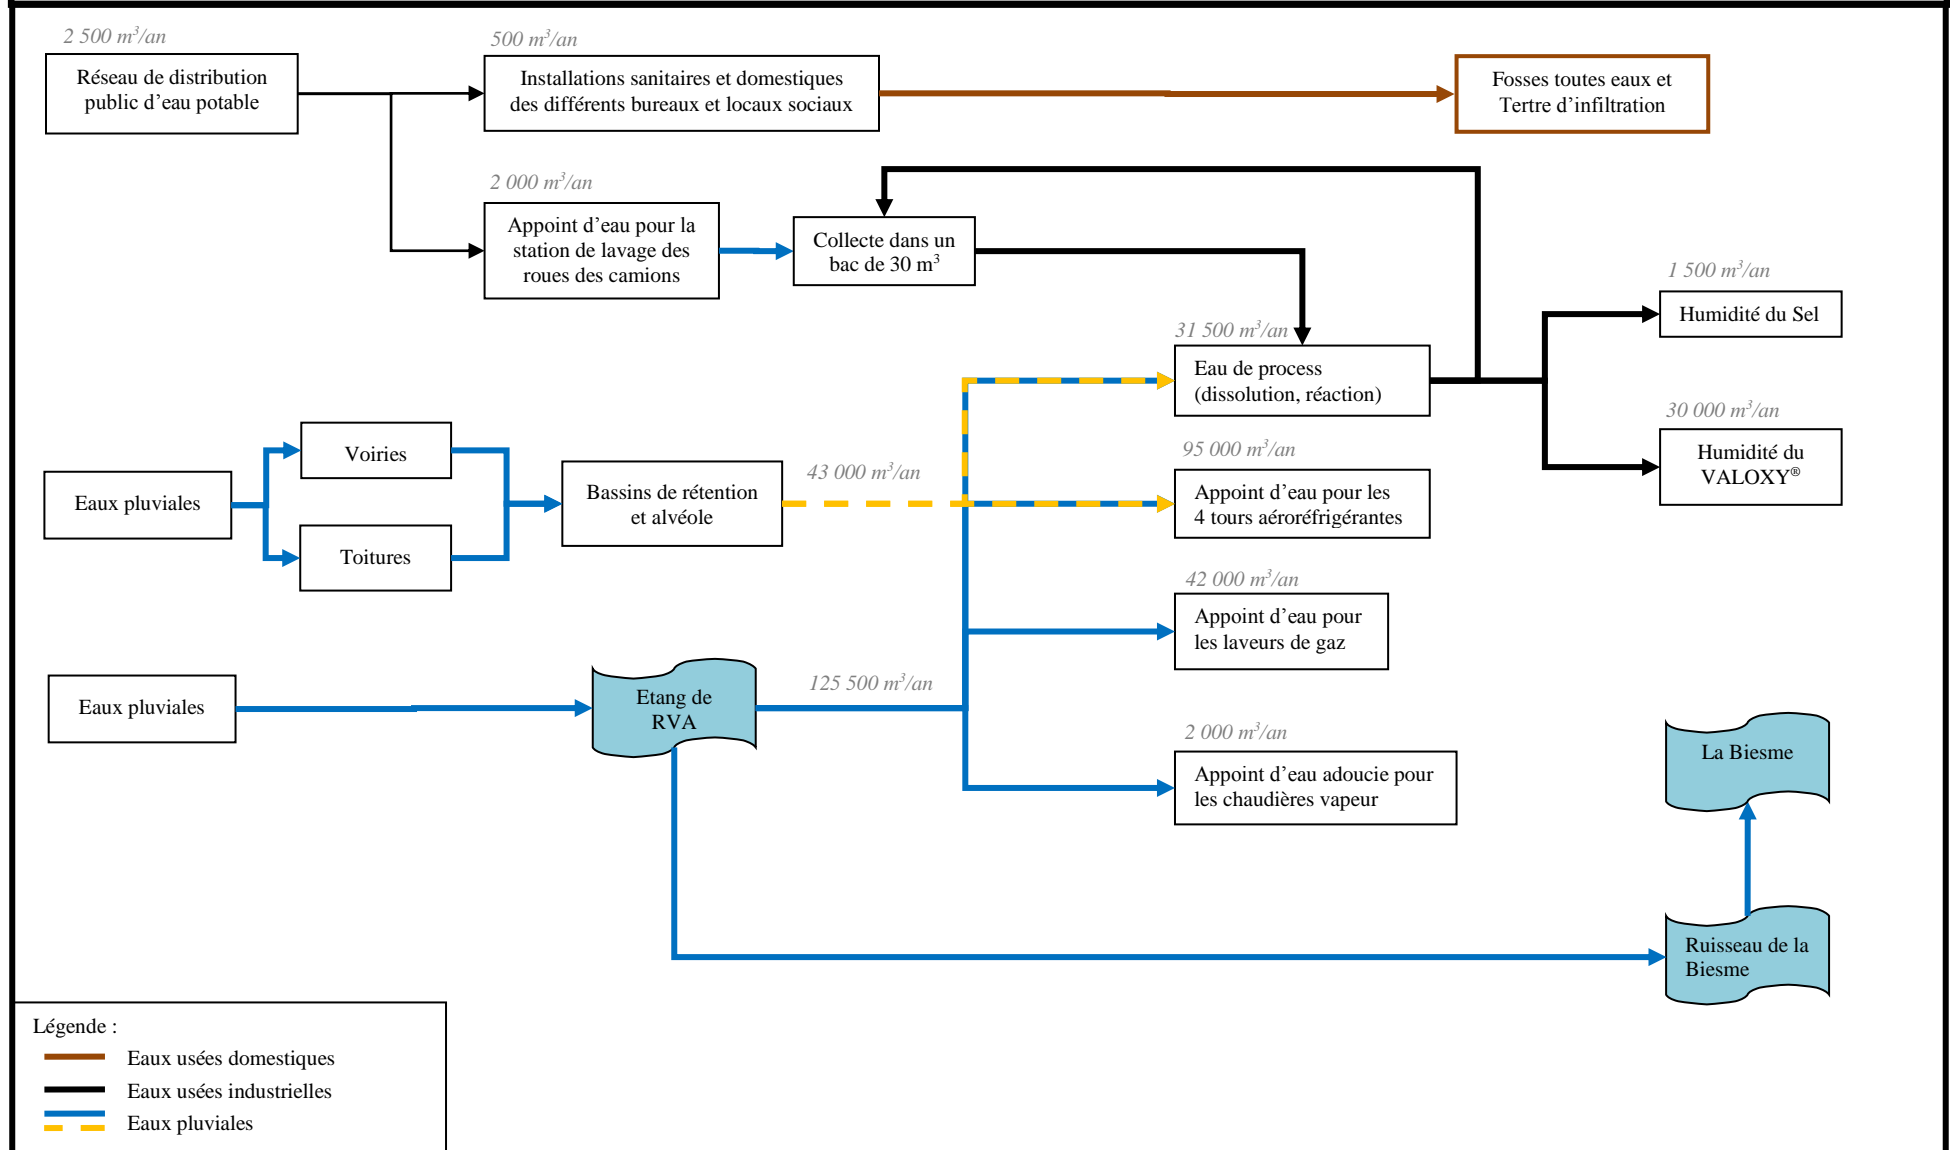 2 500 m³/an
Réseau de distribution
public d’eau potable
500 m³/an
Installations sanitaires et domestiques
des différents bureaux et locaux sociaux
Fosses toutes eaux et
Tertre d’infiltration
2 000 m³/an
Appoint d’eau pour la
station de lavage des
roues des camions
Collecte dans un
bac de 30 m³
1 500 m³/an
Humidité du Sel
31 500 m³/an
Eau de process
(dissolution, réaction)
30 000 m³/an
Humidité du
VALOXY®
Eaux pluviales
Voiries
Toitures
Bassins de rétention
et alvéole
43 000 m³/an
95 000 m³/an
Appoint d’eau pour les
4 tours aéroréfrigérantes
42 000 m³/an
Appoint d’eau pour
les laveurs de gaz
Eaux pluviales
Etang de
RVA
125 500 m³/an
2 000 m³/an
Appoint d’eau adoucie pour
les chaudières vapeur
La Biesme
Ruisseau de la
Biesme
Légende :
Eaux usées domestiques
Eaux usées industrielles
Eaux pluviales